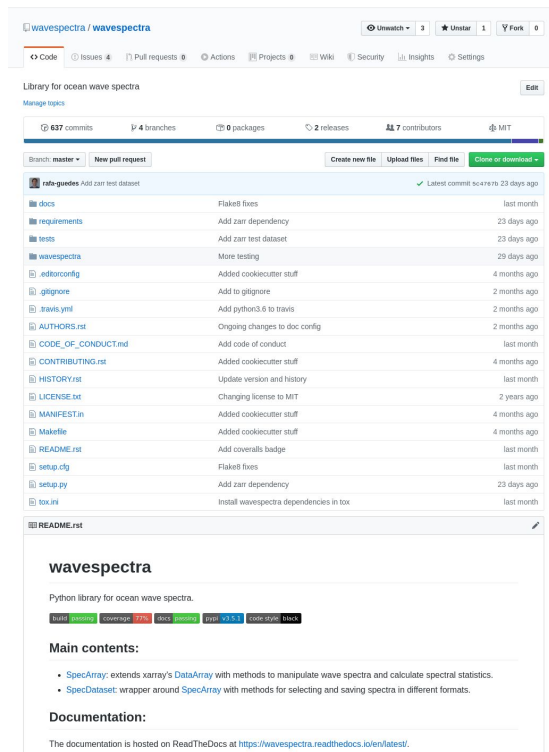 wavespectra / wavespectra
Unwatch 3 Unstar 1 Fork 0
Code Issues 4 Pull requests 0 Actions Projects 0 Wiki Security Insights Settings
Library for ocean wave spectra Edit
Manage topics
637 commits 4 branches 0 packages 2 releases 7 contributors MIT
Branch: master New pull request Create new file Upload files Find file Clone or download
rafa-guedes Add zarr test dataset Latest commit 23 days ago
docs Flake8 fixes last month
requirements Add zarr dependency 23 days ago
tests Add zarr test dataset 23 days ago
wavespectra More testing 29 days ago
.editorconfig Added cookiecutter stuff 4 months ago
.gitignore Add to gitignore 2 months ago
.travis.yml Add python3.6 to travis 2 months ago
AUTHORS.rst Ongoing changes to doc config 2 months ago
CODE_OF_CONDUCT.md Add code of conduct last month
CONTRIBUTING.rst Added cookiecutter stuff 4 months ago
HISTORY.rst Update version and history last month
LICENSE.txt Changing license to MIT 2 years ago
MANIFEST.in Added cookiecutter stuff 4 months ago
Makefile Added cookiecutter stuff 4 months ago
README.rst Add coveralls badge last month
setup.cfg Flake8 fixes last month
setup.py Add zarr dependency 23 days ago
tox.ini Install wavespectra dependencies in tox last month
README.rst
wavespectra
Python library for ocean wave spectra.
build passing coverage 77% docs passing pypi v3.5.1 code style black
Main contents:
• SpecArray: extends xarray's DataArray with methods to manipulate wave spectra and calculate spectral statistics.
• SpecDataset: wrapper around SpecArray with methods for selecting and saving spectra in different formats.
Documentation:
The documentation is hosted on ReadTheDocs at https://wavespectra.readthedocs.io/en/latest/.